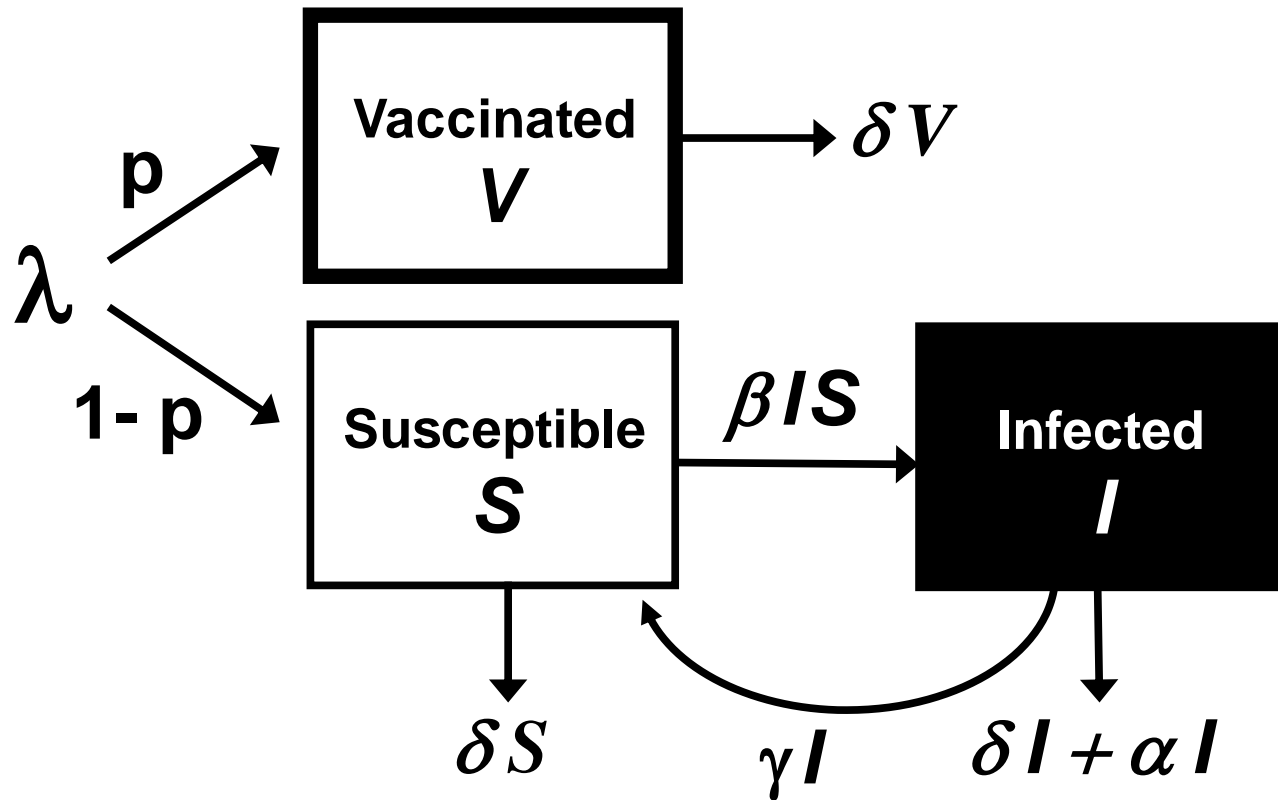 Vaccinated
V
δV
p
λ
1- p
Susceptible
S
βIS
Infected
I
δS
γI
δI + αI